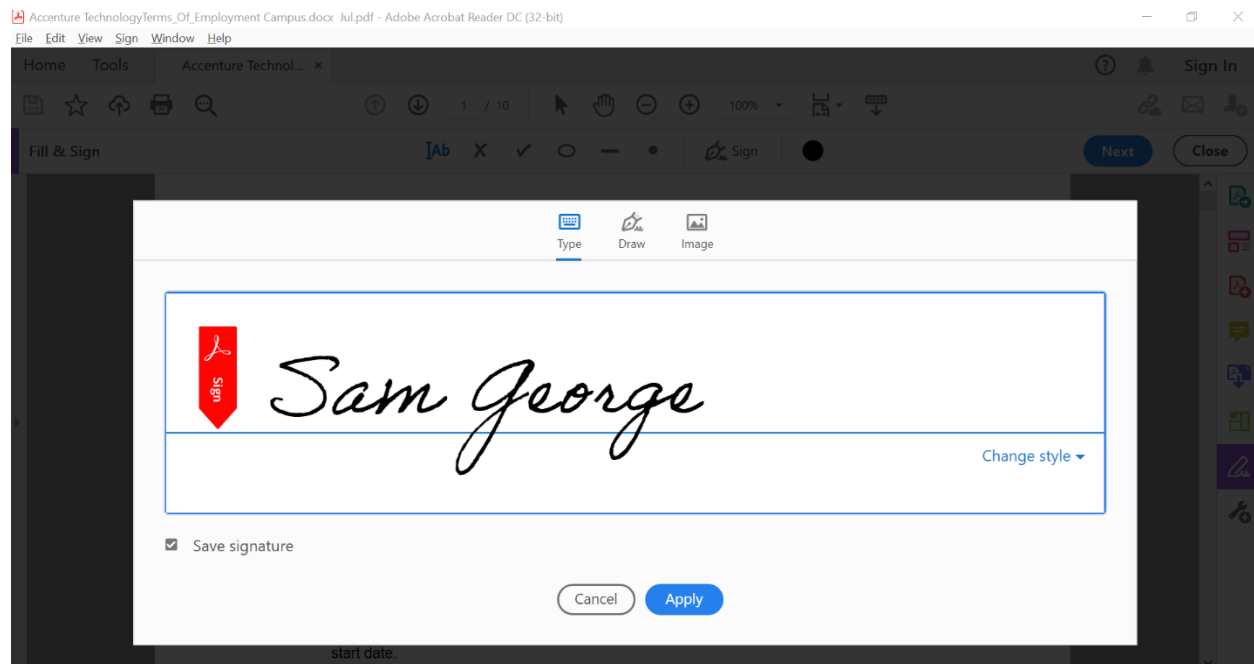 Accenture TechnologyTerms_Of_Employment Campus.docx  Jul.pdf - Adobe Acrobat Reader DC (32-bit)
File Edit View Sign Window Help
Home Tools Accenture Technol... × Sign In
1 / 10 100%
Fill & Sign Ab Sign Next Close
Type Draw Image
Sign
Sam George
Change style
Save signature
Cancel Apply
start date.